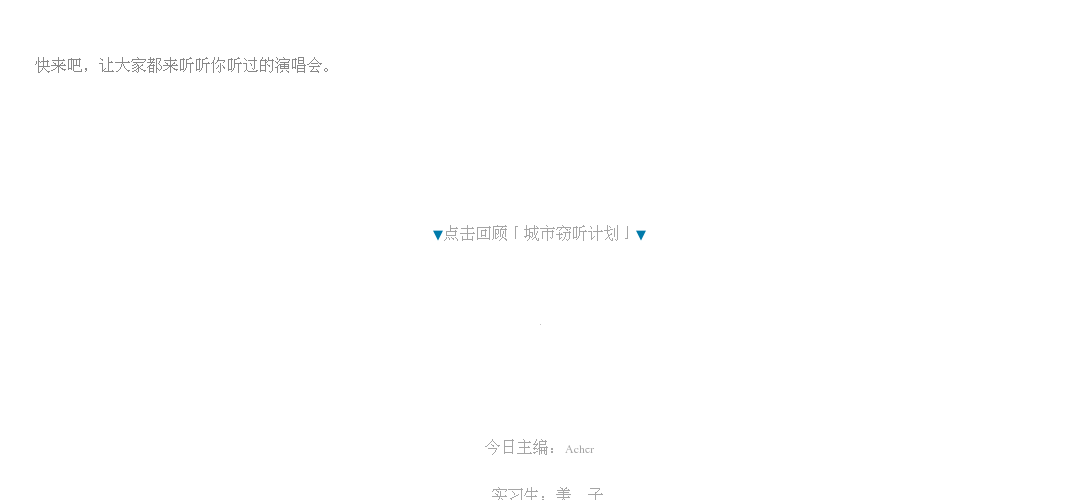 快来吧，让大家都来听听你听过的演唱会。
▼点击回顾「城市窃听计划」▼
今日主编：Acher
实习生：美 子